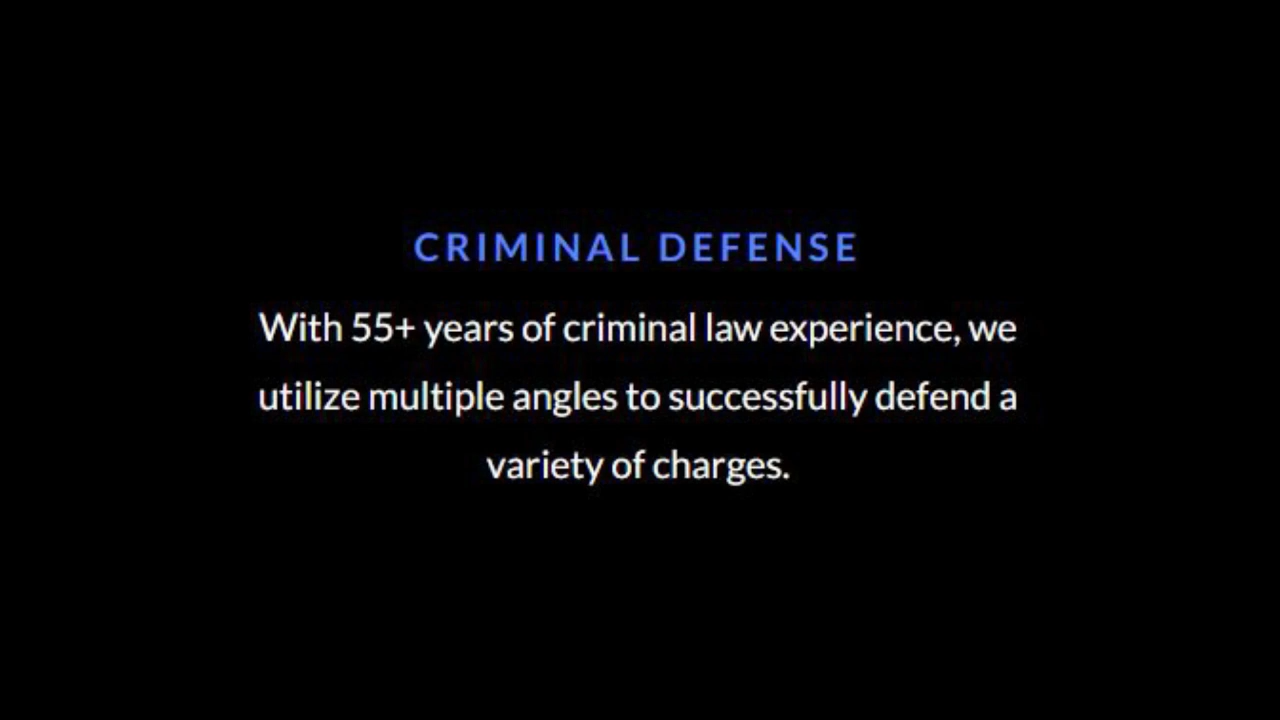 CRIMINAL DEFENSE
With 55+ years of criminal law experience, we
utilize multiple angles to successfully defend a
variety of charges.